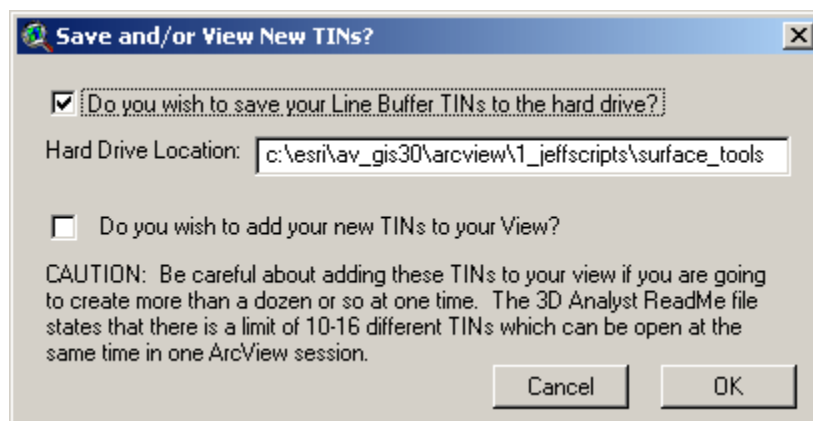 Save and/or View New TINs?
Do you wish to save your Line Buffer TINs to the hard drive?
Hard Drive Location: c:\esri\av_gis30\arcview\1_jeffscripts\surface_tools
Do you wish to add your new TINs to your View?
CAUTION:  Be careful about adding these TINs to your view if you are going
to create more than a dozen or so at one time.  The 3D Analyst ReadMe file
states that there is a limit of 10-16 different TINs which can be open at the
same time in one ArcView session.
Cancel OK